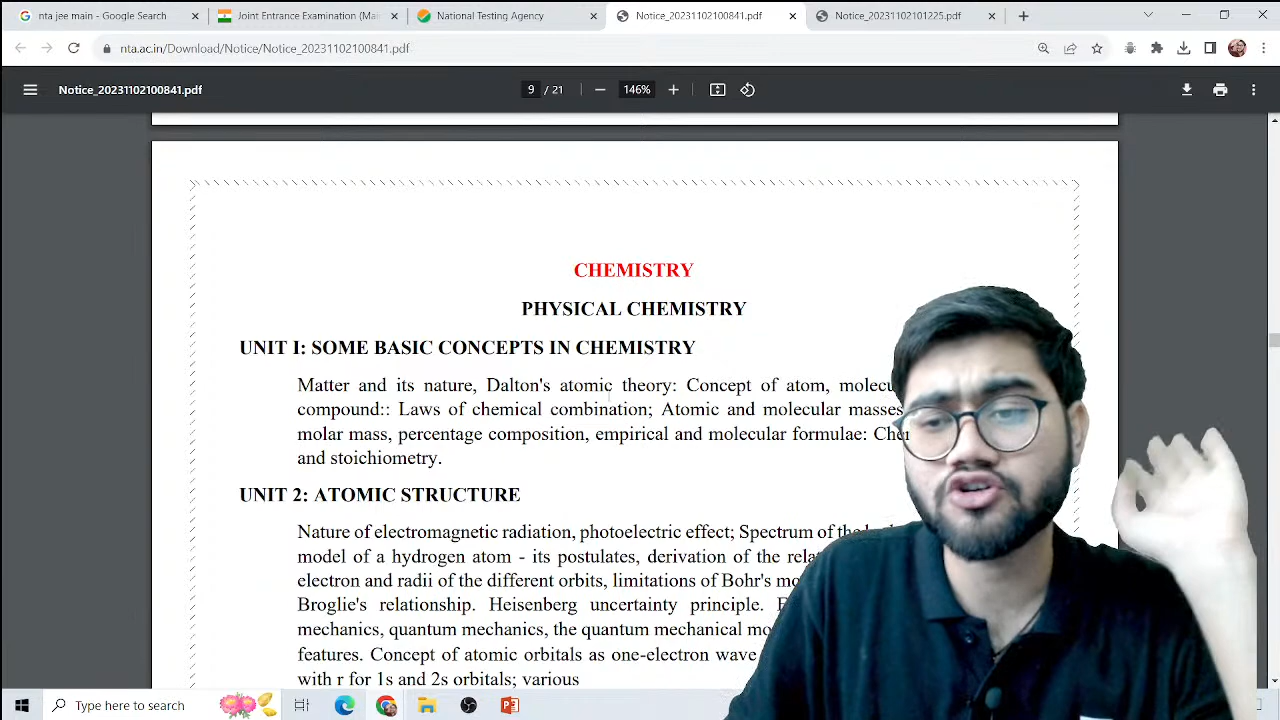 nta jee main - Google Search
Joint Entrance Examination (Mai
National Testing Agency
Notice_20231102100841.pdf
Notice_20231102101225.pdf
nta.ac.in/Download/Notice/Notice_20231102100841.pdf
Notice_20231102100841.pdf
9 / 21
146%
CHEMISTRY
PHYSICAL CHEMISTRY
UNIT I: SOME BASIC CONCEPTS IN CHEMISTRY
Matter and its nature, Dalton's atomic theory: Concept of atom,
compound:: Laws of chemical combination; Atomic and molecular masses
molar mass, percentage composition, empirical and molecular formulae:
and stoichiometry.
UNIT 2: ATOMIC STRUCTURE
Nature of electromagnetic radiation, photoelectric effect; Spectrum of the
model of a hydrogen atom - its postulates, derivation of the
electron and radii of the different orbits, limitations of Bohr's
Broglie's relationship. Heisenberg uncertainty principle.
mechanics, quantum mechanics, the quantum mechanical
features. Concept of atomic orbitals as one-electron wave
with r for 1s and 2s orbitals; various
Type here to search